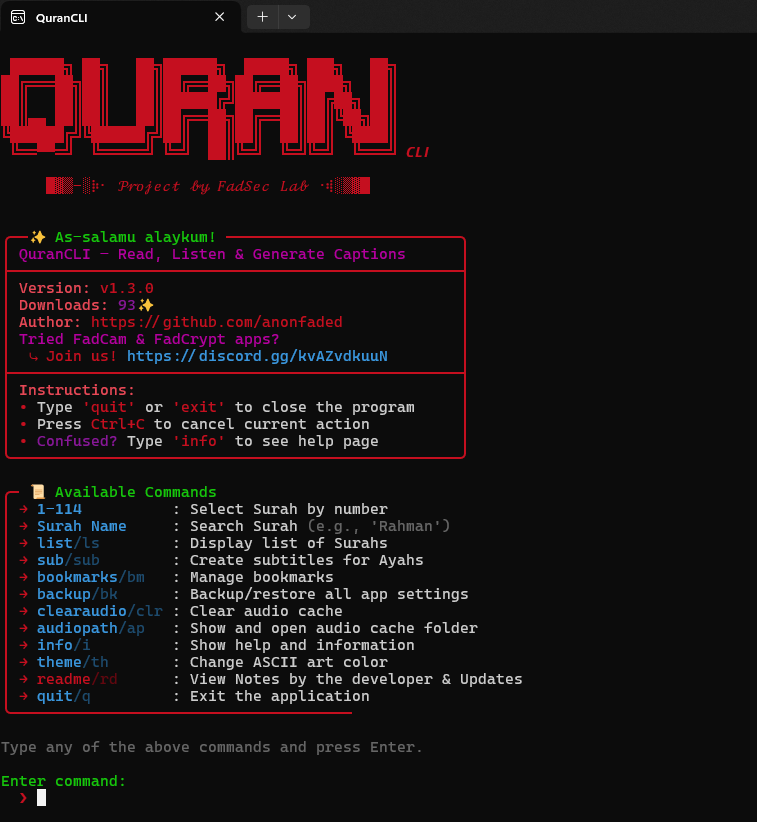 QuranCLI
QURAN CLI
Project by FadSec Lab
✨ As-salamu alaykum!
QuranCLI - Read, Listen & Generate Captions
Version: v1.3.0
Downloads: 93✨
Author: https://github.com/anonfaded
Tried FadCam & FadCrypt apps?
↪ Join us! https://discord.gg/kvAZvdkuuN
Instructions:
• Type 'quit' or 'exit' to close the program
• Press Ctrl+C to cancel current action
• Confused? Type 'info' to see help page
📜 Available Commands
→ 1-114 : Select Surah by number
→ Surah Name : Search Surah (e.g., 'Rahman')
→ list/ls : Display list of Surahs
→ sub/sub : Create subtitles for Ayahs
→ bookmarks/bm : Manage bookmarks
→ backup/bk : Backup/restore all app settings
→ clearaudio/clr : Clear audio cache
→ audiopath/ap : Show and open audio cache folder
→ info/i : Show help and information
→ theme/th : Change ASCII art color
→ readme/rd : View Notes by the developer & Updates
→ quit/q : Exit the application
Type any of the above commands and press Enter.
Enter command:
❯